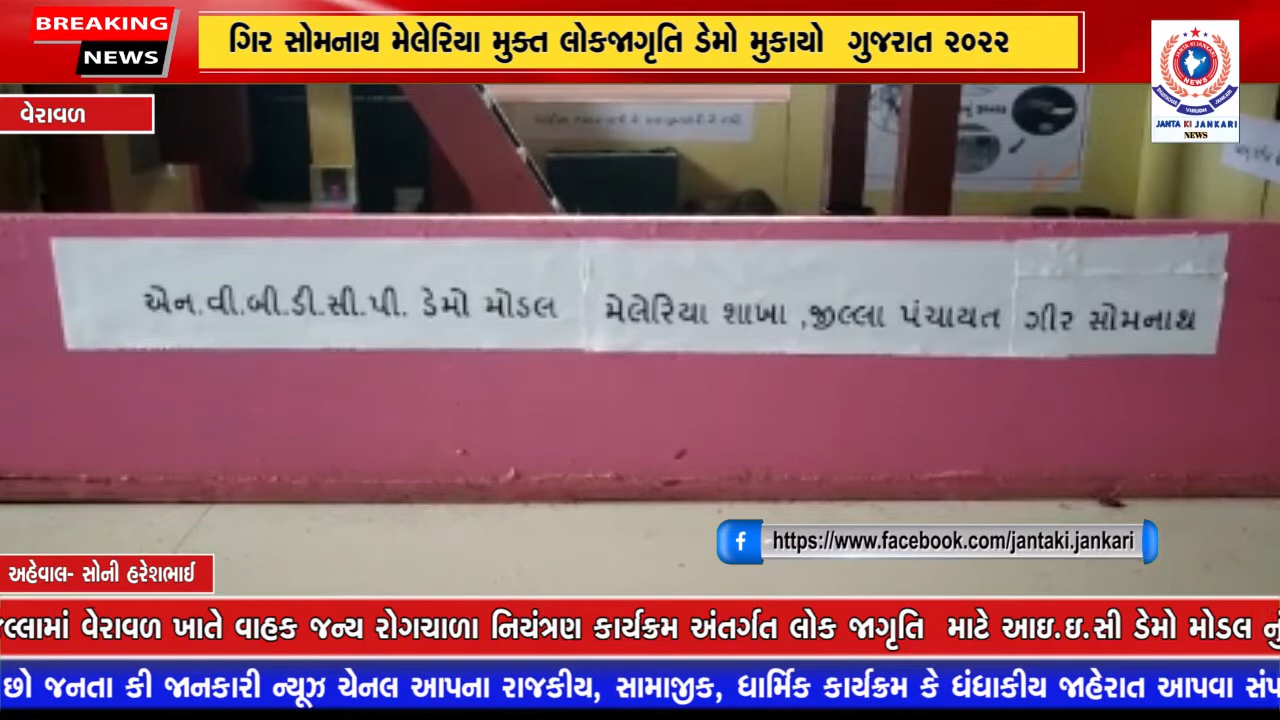 BREAKING
NEWS
ગિર સોમનાથ મેલેરિયા મુક્ત લોકજાગૃતિ ડેમો મુકાયો ગુજરાત ૨૦૨૨
JANTA KI JANKARI
NEWS
વેરાવળ
એન.વી.બી.ડી.સી.પી. ડેમો મોડલ મેલેરિયા શાખા ,જીલ્લા પંચાયત ગીર સોમનાથ
https://www.facebook.com/jantaki.jankari
અહેવાલ- સોની હરેશભાઈ
લ્લામાં વેરાવળ ખાતે વાહક જન્ય રોગચાળા નિયંત્રણ કાર્યક્રમ અંતર્ગત લોક જાગૃતિ માટે આઇ.ઇ.સી ડેમો મોડલ નું
છો જનતા કી જાનકારી ન્યૂઝ ચેનલ આપના રાજકીય, સામાજીક, ધાર્મિક કાર્યક્રમ કે ધંધાકીય જાહેરાત આપવા સંપ